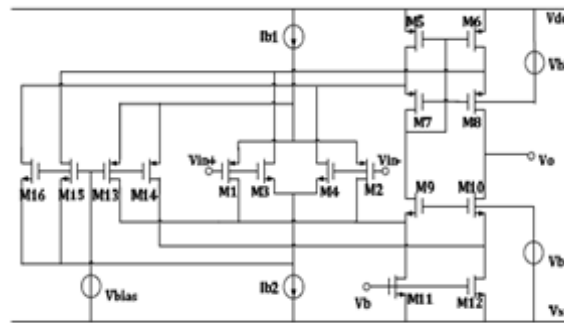 M5 M6 Vd
Ib1
Vb
M7 M8
Vin+ Vin- Vo
M16 M15 M13 M14 M1 M3 M4 M2
M9 M10
Vb
Vbias Ib2 Vb
M11 M12 Vs